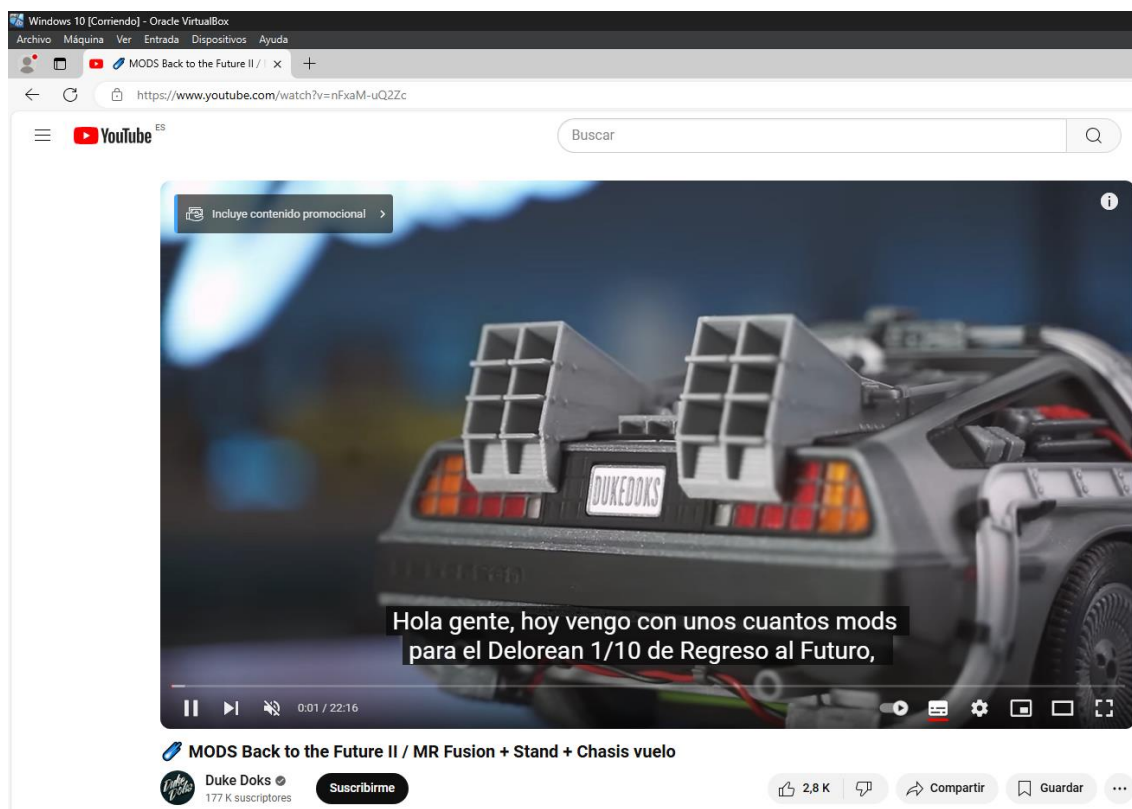 Windows 10 [Corriendo] - Oracle VirtualBox
Archivo Máquina Ver Entrada Dispositivos Ayuda
MODS Back to the Future II /
https://www.youtube.com/watch?v=nFxaM-uQ2Zc
YouTube ES
Buscar
Incluye contenido promocional
DUKEDOKS
Hola gente, hoy vengo con unos cuantos mods
para el Delorean 1/10 de Regreso al Futuro,
0:01 / 22:16
MODS Back to the Future II / MR Fusion + Stand + Chasis vuelo
Duke Doks
177 K suscriptores
Suscribirme
2,8 K
Compartir
Guardar